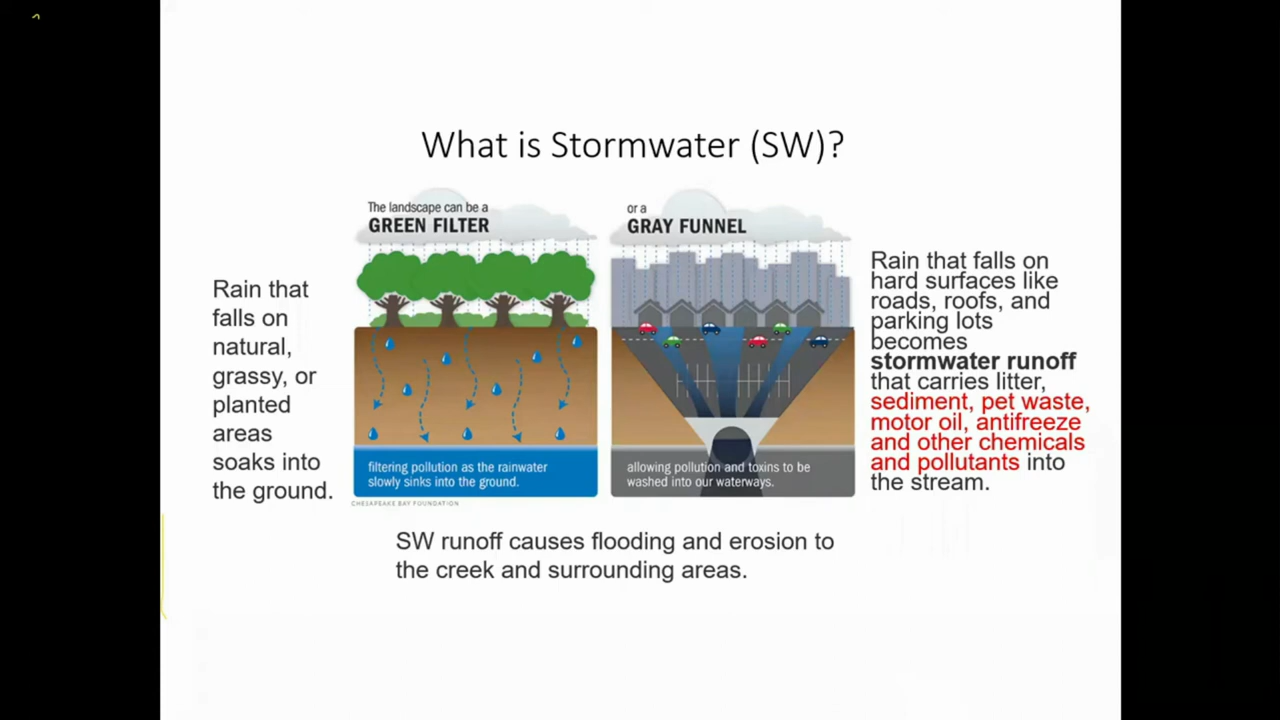 What is Stormwater (SW)?
Rain that
falls on
natural,
grassy, or
planted
areas
soaks into
the ground.
The landscape can be a
GREEN FILTER
filtering pollution as the rainwater
slowly sinks into the ground.
CHESAPEAKE BAY FOUNDATION
or a
GRAY FUNNEL
allowing pollution and toxins to be
washed into our waterways.
Rain that falls on
hard surfaces like
roads, roofs, and
parking lots
becomes
stormwater runoff
that carries litter,
sediment, pet waste,
motor oil, antifreeze
and other chemicals
and pollutants into
the stream.
SW runoff causes flooding and erosion to
the creek and surrounding areas.